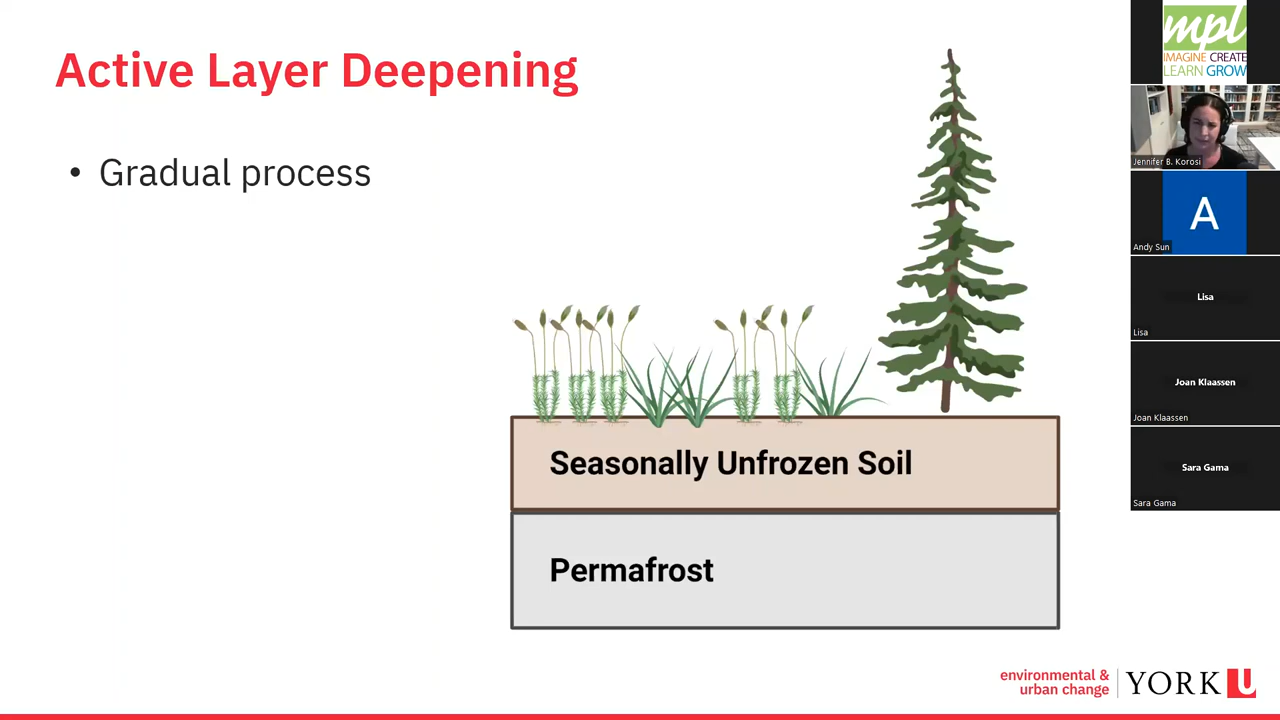 Active Layer Deepening
• Gradual process
Seasonally Unfrozen Soil
Permafrost
environmental &
urban change
YORK U
mpl
IMAGINE CREATE
LEARN GROW
Jennifer B. Korosi
A
Andy Sun
Lisa
Lisa
Joan Klaassen
Joan Klaassen
Sara Gama
Sara Gama